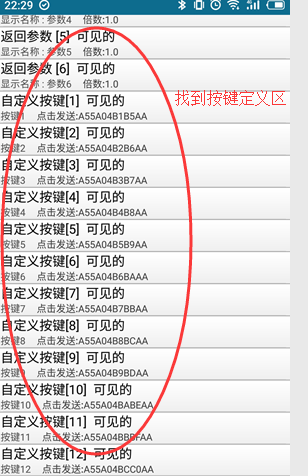 22:29
显示名称：参数4 倍数:1.0
返回参数 [5] 可见的
显示名称：参数5 倍数:1.0
返回参数 [6] 可见的
显示名称：参数6 倍数:1.0
自定义按键[1] 可见的
按键1 点击发送:A55A04B1B5AA
找到按键定义区
自定义按键[2] 可见的
按键2 点击发送:A55A04B2B6AA
自定义按键[3] 可见的
按键3 点击发送:A55A04B3B7AA
自定义按键[4] 可见的
按键4 点击发送:A55A04B4B8AA
自定义按键[5] 可见的
按键5 点击发送:A55A04B5B9AA
自定义按键[6] 可见的
按键6 点击发送:A55A04B6BAAA
自定义按键[7] 可见的
按键7 点击发送:A55A04B7BBAA
自定义按键[8] 可见的
按键8 点击发送:A55A04B8BCAA
自定义按键[9] 可见的
按键9 点击发送:A55A04B9BDAA
自定义按键[10] 可见的
按键10 点击发送:A55A04BABEAA
自定义按键[11] 可见的
按键11 点击发送:A55A04BBBFAA
自定义按键[12] 可见的
按键12 点击发送:A55A04BCC0AA